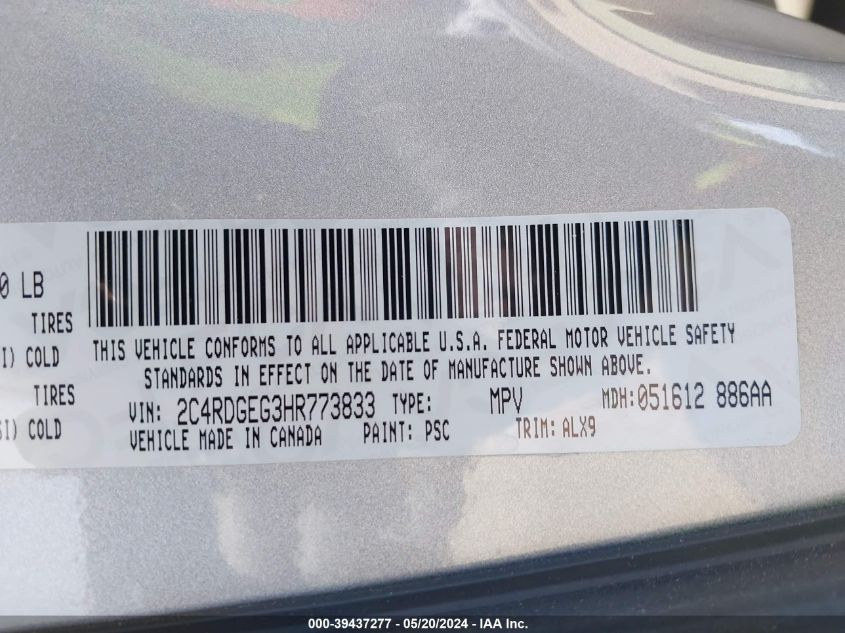 0 LB
TIRES
I) COLD
TIRES
SI) COLD
THIS VEHICLE CONFORMS TO ALL APPLICABLE U.S.A. FEDERAL MOTOR VEHICLE SAFETY
STANDARDS IN EFFECT ON THE DATE OF MANUFACTURE SHOWN ABOVE.
VIN: 2C4RDGEG3HR773833 TYPE: MPV MDH:051612 886AA
VEHICLE MADE IN CANADA PAINT: PSC TRIM: ALX9
000-39437277 - 05/20/2024 - IAA Inc.